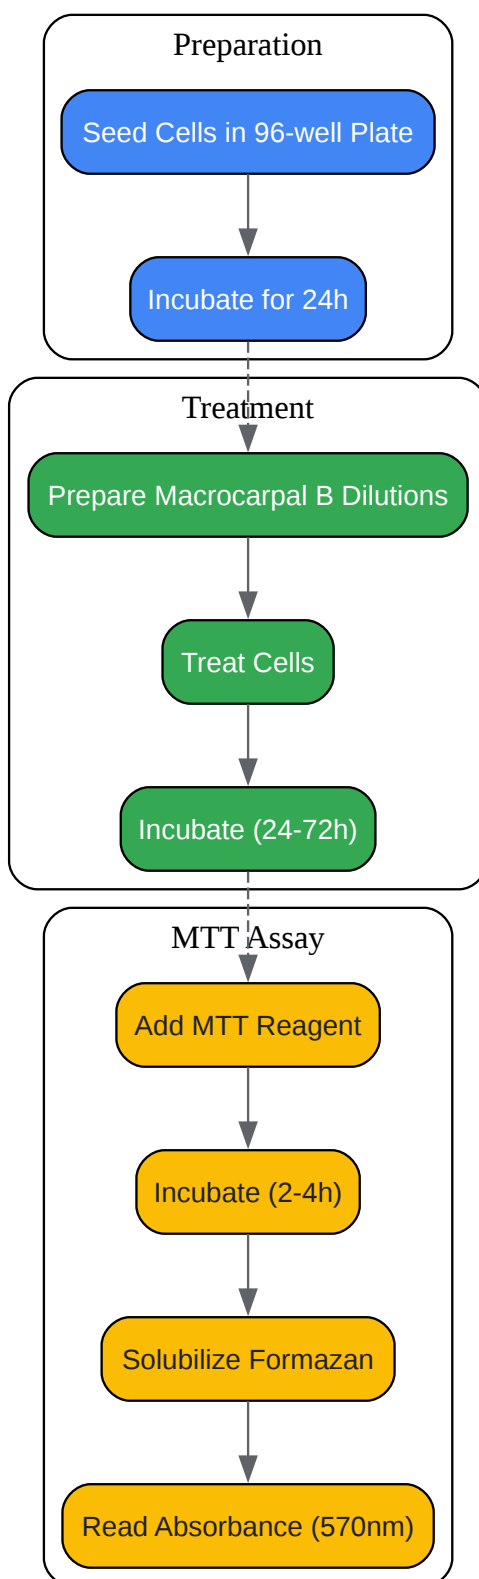 Preparation
Seed Cells in 96-well Plate
Incubate for 24h
Treatment
Prepare Macrocarpal B Dilutions
Treat Cells
Incubate (24-72h)
MTT Assay
Add MTT Reagent
Incubate (2-4h)
Solubilize Formazan
Read Absorbance (570nm)